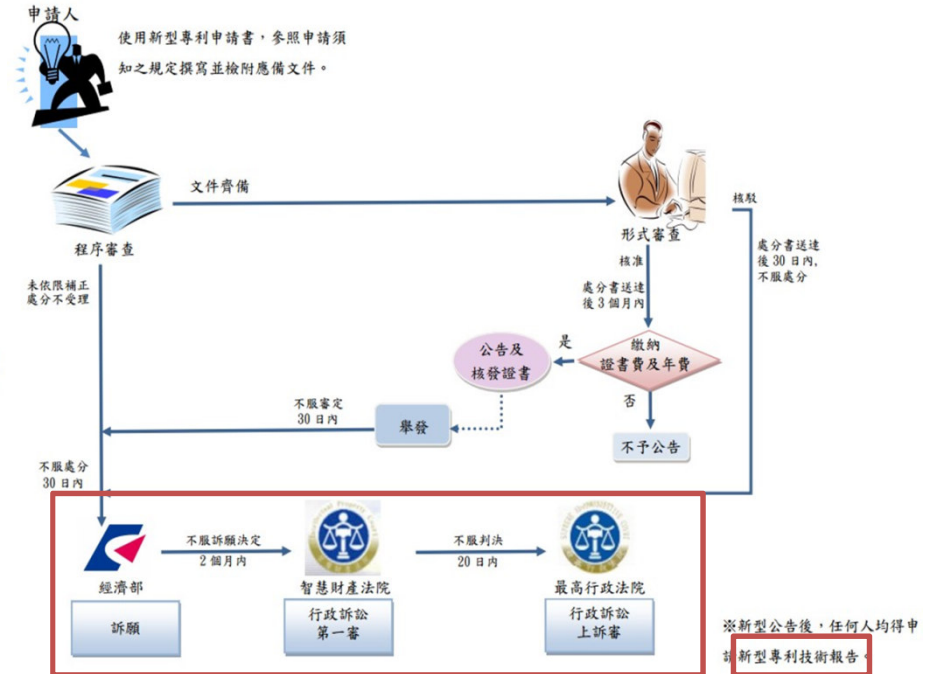 申請人
使用新型專利申請書，參照申請須
知之規定撰寫並檢附應備文件。
文件齊備
程序審查
形式審查
核駁
處分書送達
後 30 日內,
不服處分
核准
處分書送達
後 3 個月內
未依限補正
處分不受理
繳納
證書費及年費
是
公告及
核發證書
否
不予公告
舉發
不服審定
30 日內
不服處分
30 日內
經濟部
訴願
不服訴願決定
2 個月內
智慧財產法院
行政訴訟
第一審
不服判決
20 日內
最高行政法院
行政訴訟
上訴審
※新型公告後，任何人均得申
請新型專利技術報告。